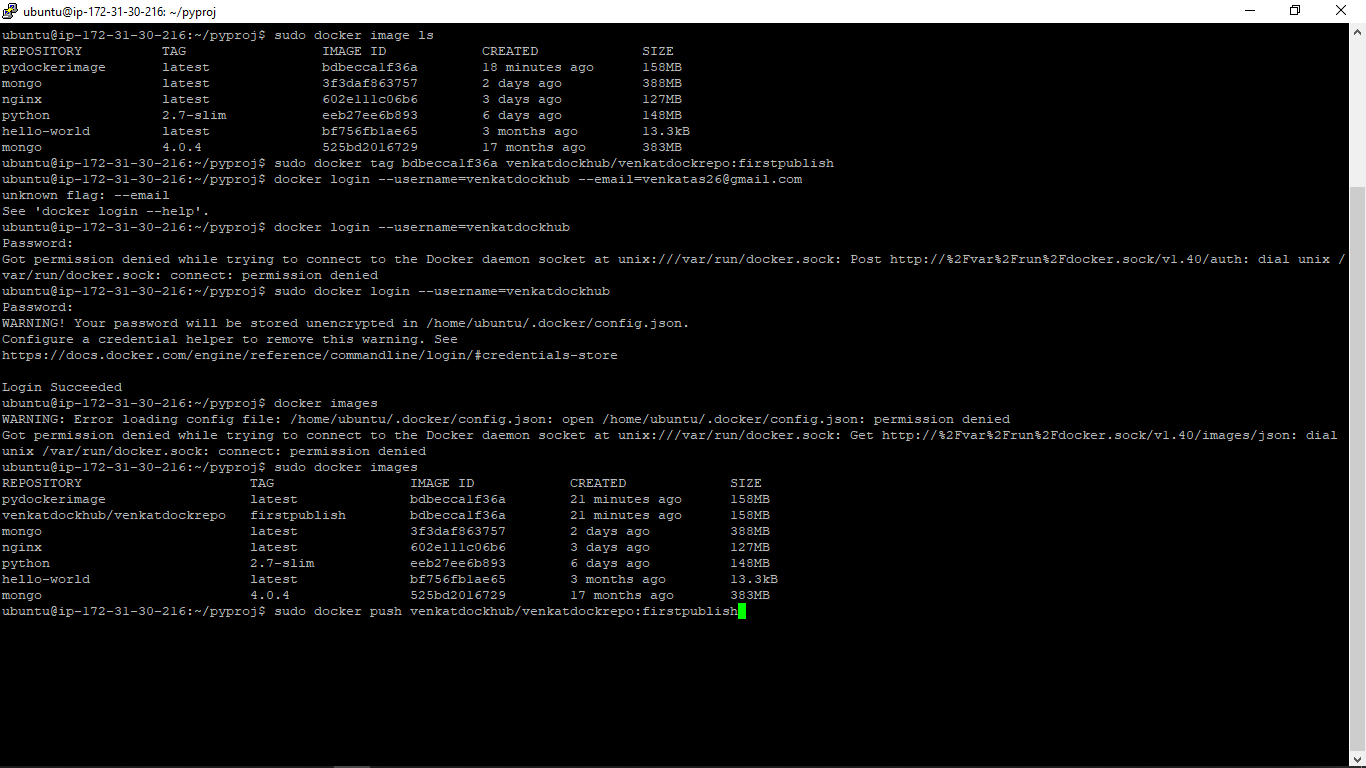 ubuntu@ip-172-31-30-216: ~/pyproj
ubuntu@ip-172-31-30-216:~/pyproj$ sudo docker image ls
REPOSITORY TAG IMAGE ID CREATED SIZE
pydockerimage latest bdbecca1f36a 18 minutes ago 158MB
mongo latest 3f3daf863757 2 days ago 388MB
nginx latest 602e111c06b6 3 days ago 127MB
python 2.7-slim eeb27ee6b893 6 days ago 148MB
hello-world latest bf756fb1ae65 3 months ago 13.3kB
mongo 4.0.4 525bd2016729 17 months ago 383MB
ubuntu@ip-172-31-30-216:~/pyproj$ sudo docker tag bdbecca1f36a venkatdockhub/venkatdockrepo:firstpublish
ubuntu@ip-172-31-30-216:~/pyproj$ docker login --username=venkatdockhub --email=venkatas26@gmail.com
unknown flag: --email
See 'docker login --help'.
ubuntu@ip-172-31-30-216:~/pyproj$ docker login --username=venkatdockhub
Password:
Got permission denied while trying to connect to the Docker daemon socket at unix:///var/run/docker.sock: Post http://%2Fvar%2Frun%2Fdocker.sock/v1.40/auth: dial unix /
var/run/docker.sock: connect: permission denied
ubuntu@ip-172-31-30-216:~/pyproj$ sudo docker login --username=venkatdockhub
Password:
WARNING! Your password will be stored unencrypted in /home/ubuntu/.docker/config.json.
Configure a credential helper to remove this warning. See
https://docs.docker.com/engine/reference/commandline/login/#credentials-store
Login Succeeded
ubuntu@ip-172-31-30-216:~/pyproj$ docker images
WARNING: Error loading config file: /home/ubuntu/.docker/config.json: open /home/ubuntu/.docker/config.json: permission denied
Got permission denied while trying to connect to the Docker daemon socket at unix:///var/run/docker.sock: Get http://%2Fvar%2Frun%2Fdocker.sock/v1.40/images/json: dial
unix /var/run/docker.sock: connect: permission denied
ubuntu@ip-172-31-30-216:~/pyproj$ sudo docker images
REPOSITORY TAG IMAGE ID CREATED SIZE
pydockerimage latest bdbecca1f36a 21 minutes ago 158MB
venkatdockhub/venkatdockrepo firstpublish bdbecca1f36a 21 minutes ago 158MB
mongo latest 3f3daf863757 2 days ago 388MB
nginx latest 602e111c06b6 3 days ago 127MB
python 2.7-slim eeb27ee6b893 6 days ago 148MB
hello-world latest bf756fb1ae65 3 months ago 13.3kB
mongo 4.0.4 525bd2016729 17 months ago 383MB
ubuntu@ip-172-31-30-216:~/pyproj$ sudo docker push venkatdockhub/venkatdockrepo:firstpublish